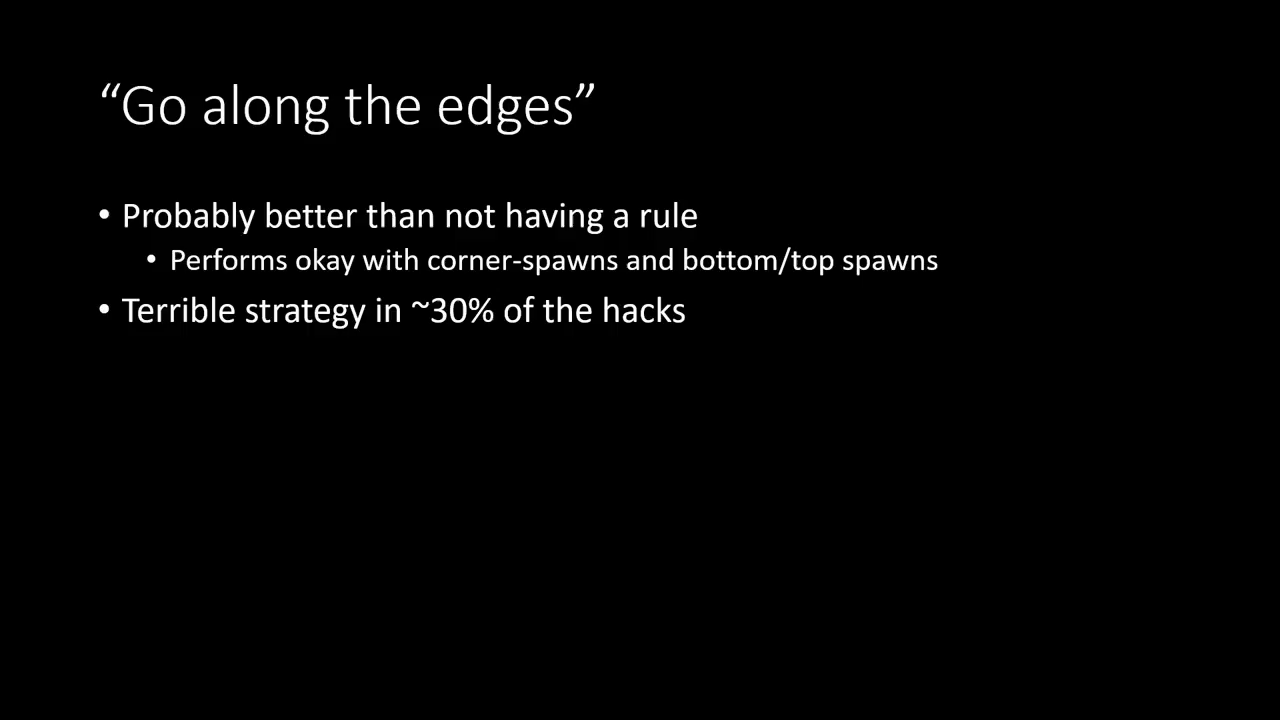 “Go along the edges”
• Probably better than not having a rule
• Performs okay with corner-spawns and bottom/top spawns
• Terrible strategy in ~30% of the hacks